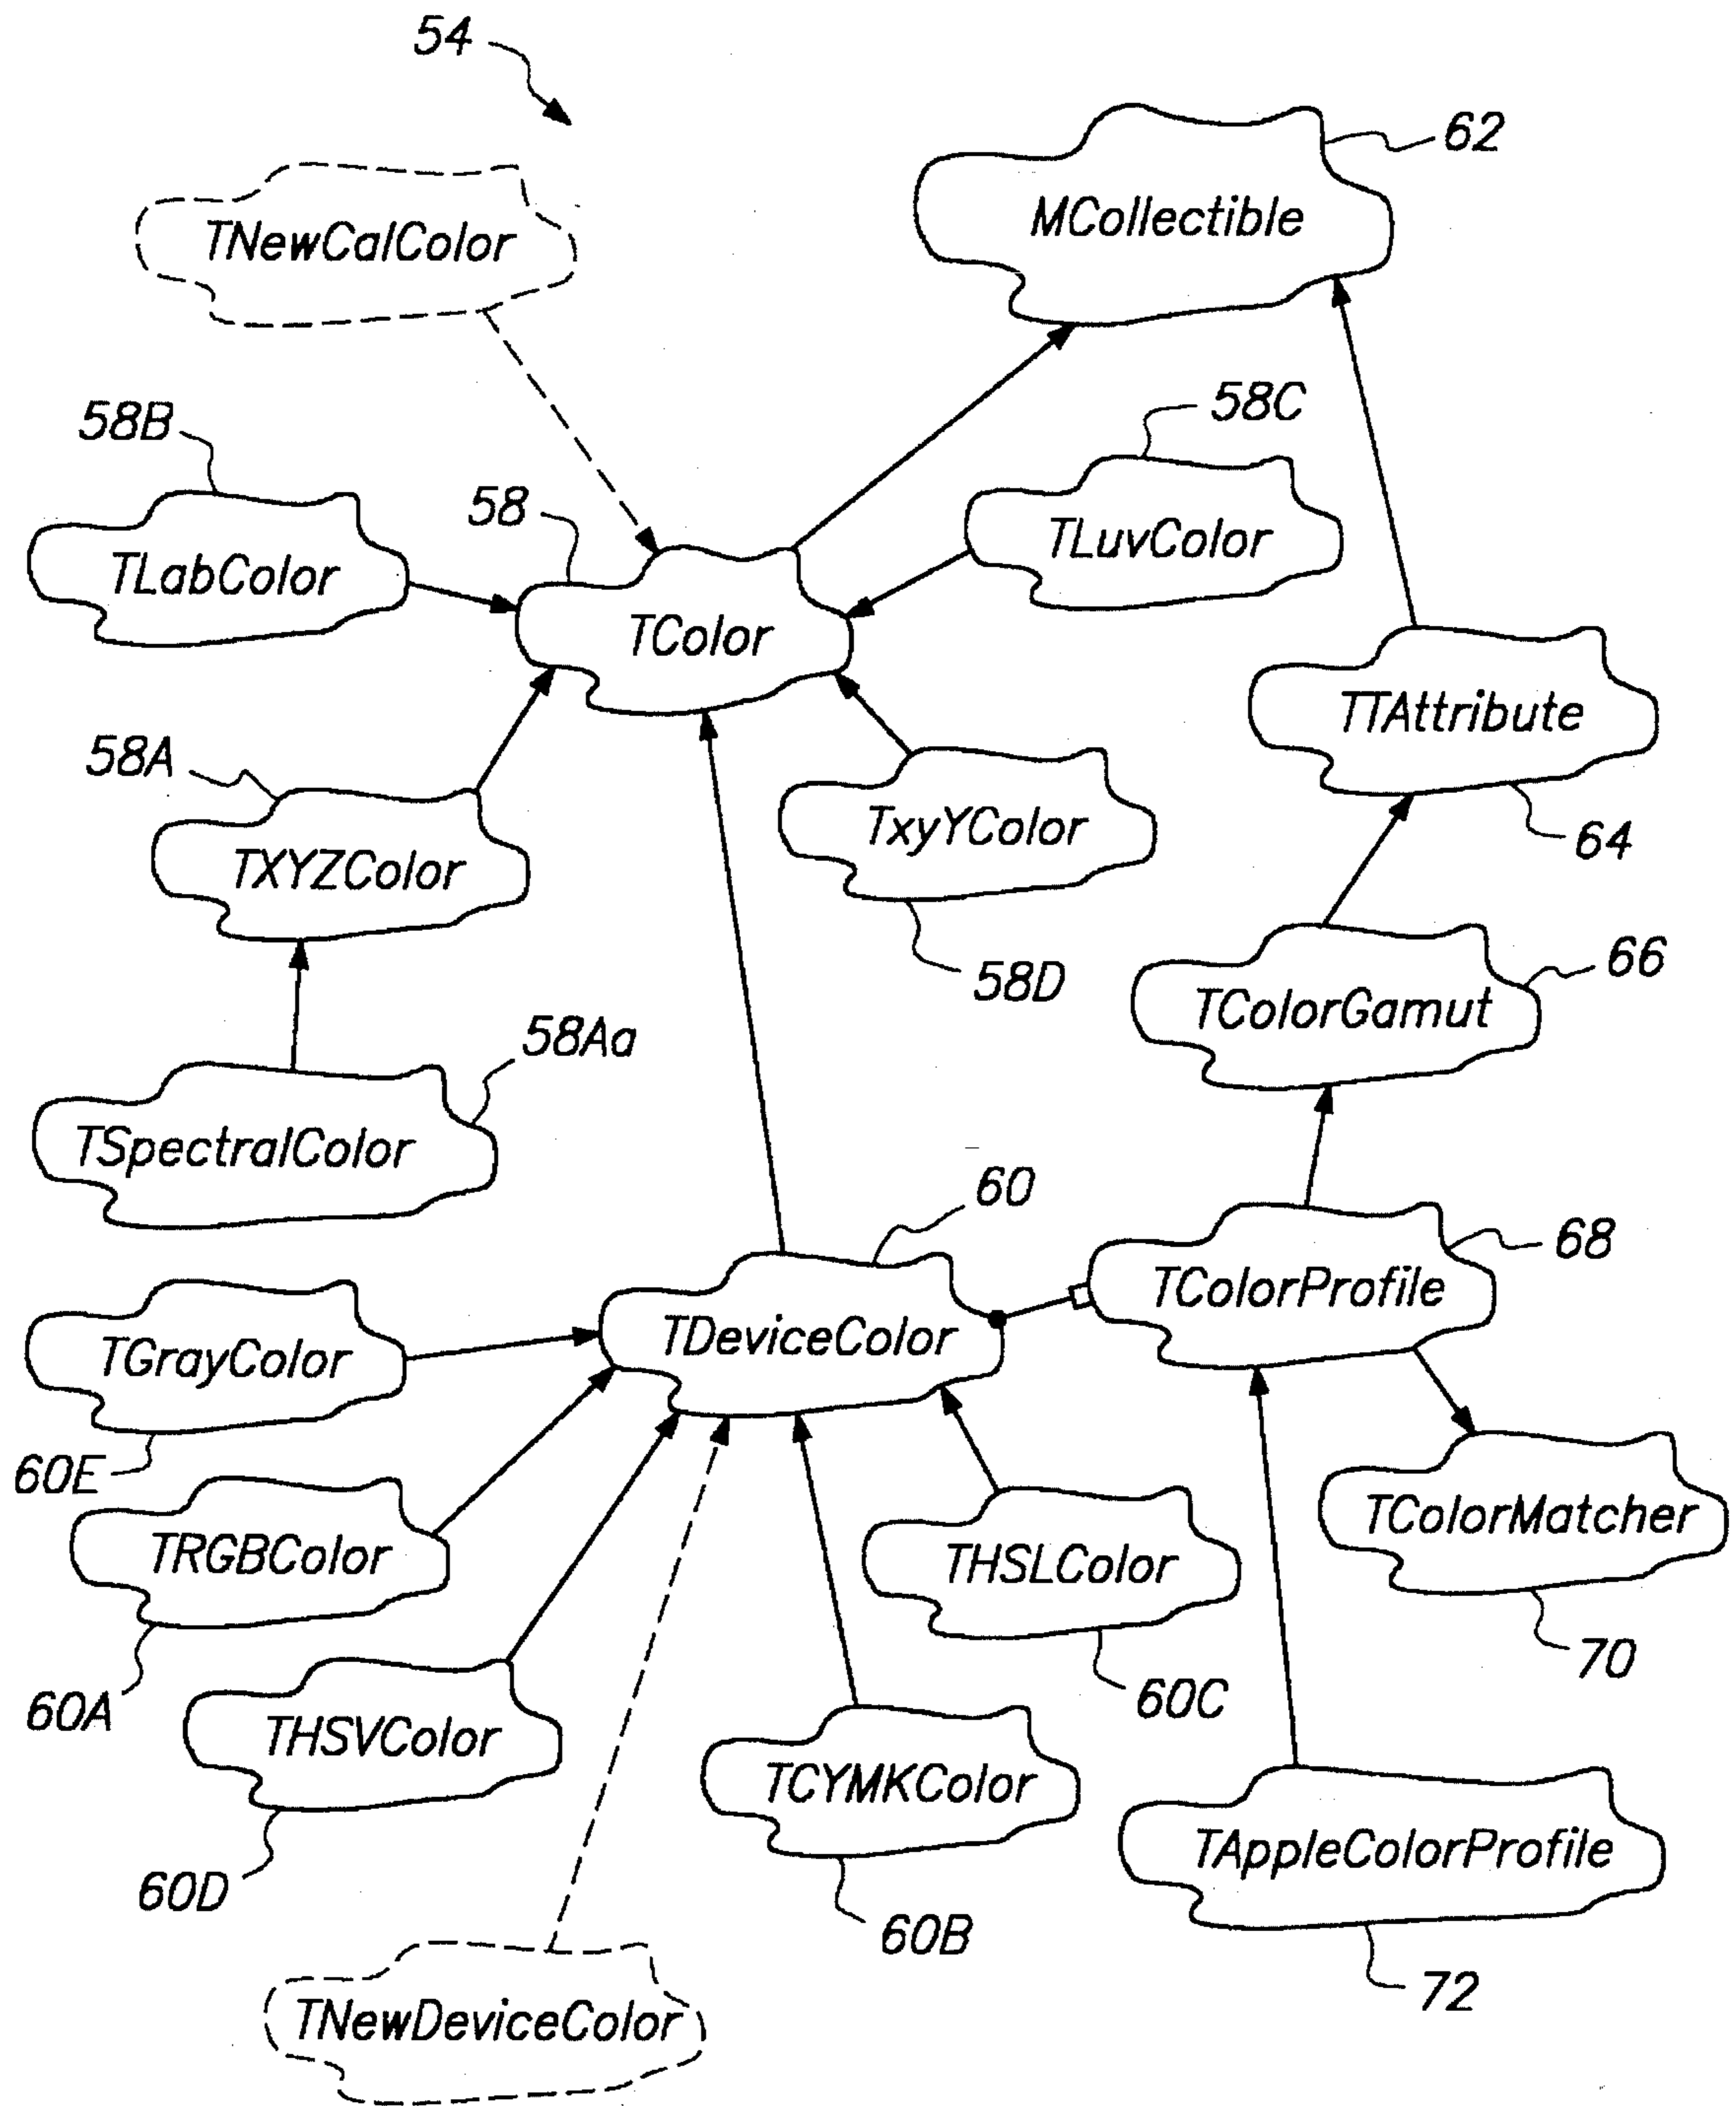 54
62
MCollectible
TNewCalColor
58B
58C
58
TLabColor
TLuvColor
TColor
TTAttribute
58A
64
TxyYColor
TXYZColor
58D
66
TColorGamut
58Aa
TSpectralColor
60
68
TColorProfile
TDeviceColor
TGrayColor
60E
TRGBColor
TColorMatcher
THSLColor
60A
70
60C
THSVColor
TCYMKColor
TAppleColorProfile
60D
60B
72
TNewDeviceColor